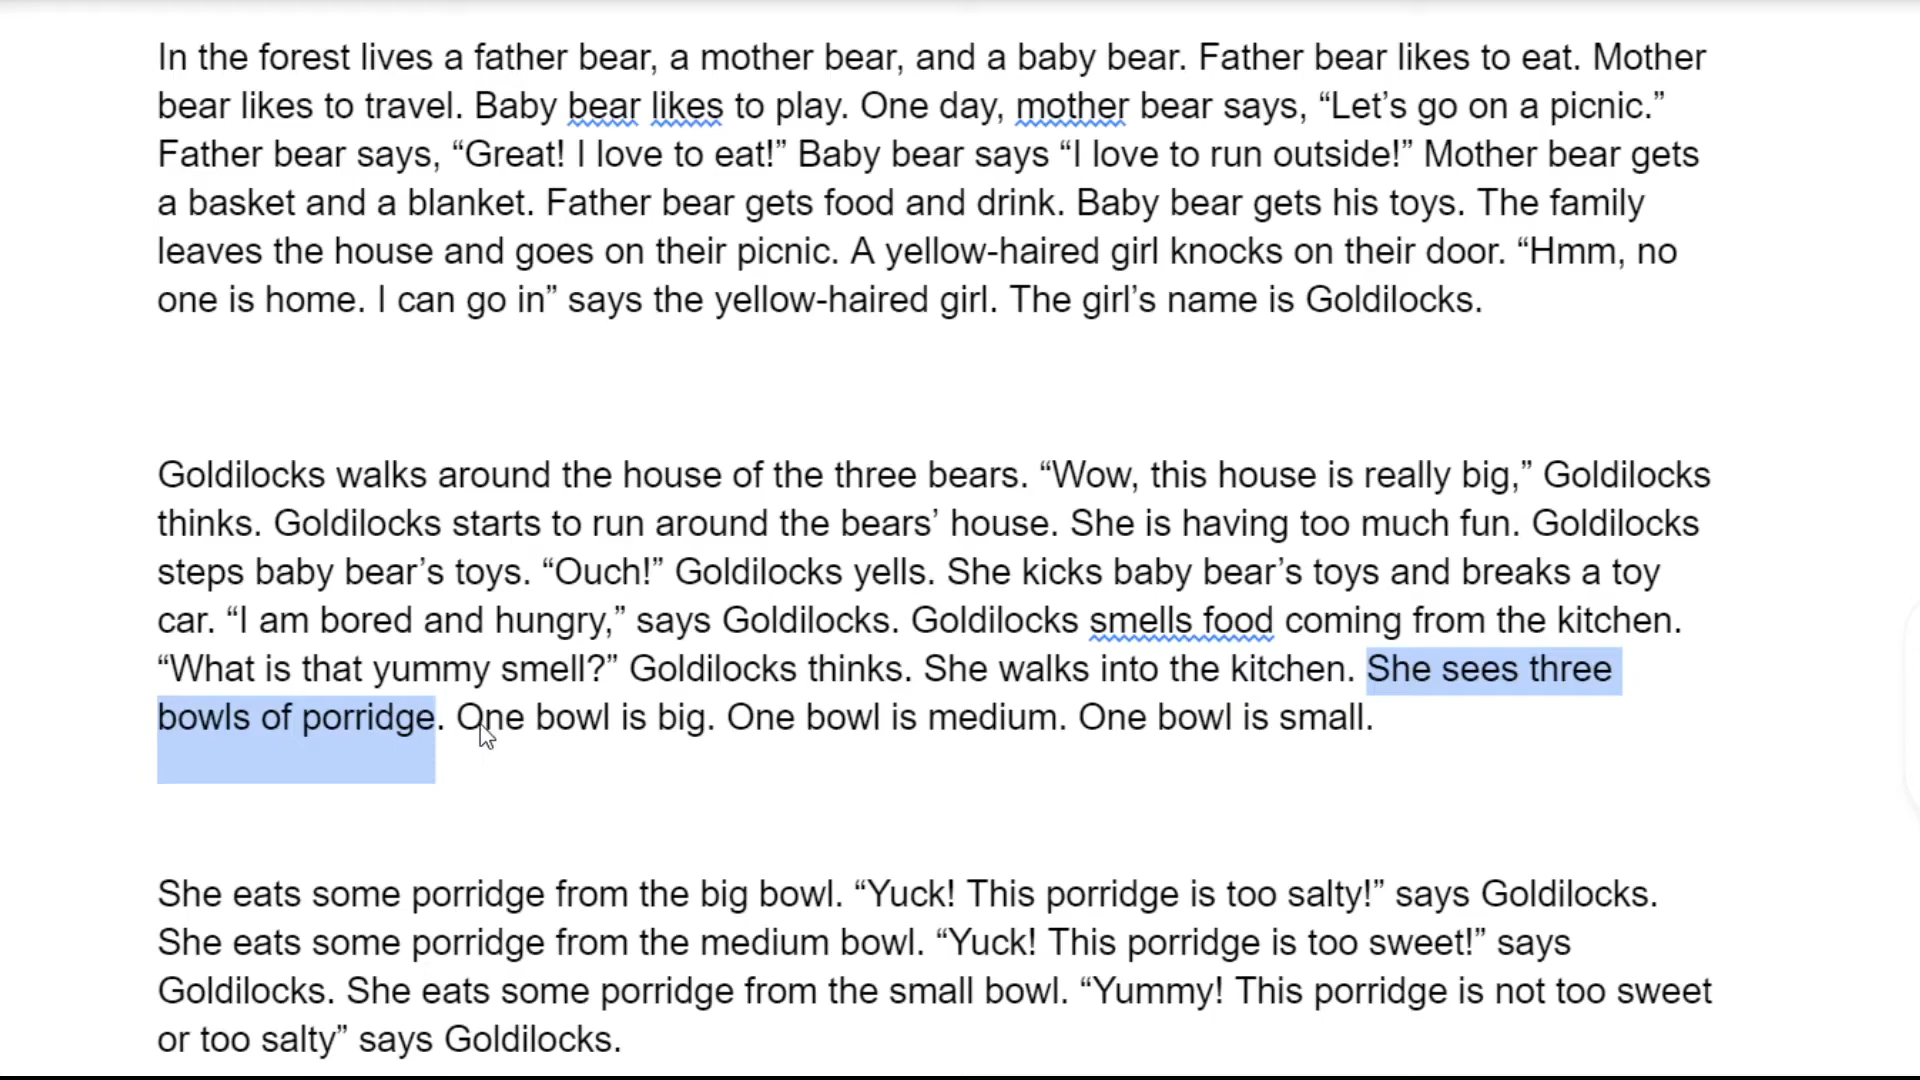 In the forest lives a father bear, a mother bear, and a baby bear. Father bear likes to eat. Mother
bear likes to travel. Baby bear likes to play. One day, mother bear says, “Let’s go on a picnic.”
Father bear says, “Great! I love to eat!” Baby bear says “I love to run outside!” Mother bear gets
a basket and a blanket. Father bear gets food and drink. Baby bear gets his toys. The family
leaves the house and goes on their picnic. A yellow-haired girl knocks on their door. “Hmm, no
one is home. I can go in” says the yellow-haired girl. The girl’s name is Goldilocks.
Goldilocks walks around the house of the three bears. “Wow, this house is really big,” Goldilocks
thinks. Goldilocks starts to run around the bears’ house. She is having too much fun. Goldilocks
steps baby bear’s toys. “Ouch!” Goldilocks yells. She kicks baby bear’s toys and breaks a toy
car. “I am bored and hungry,” says Goldilocks. Goldilocks smells food coming from the kitchen.
“What is that yummy smell?” Goldilocks thinks. She walks into the kitchen. She sees three
bowls of porridge. One bowl is big. One bowl is medium. One bowl is small.
She eats some porridge from the big bowl. “Yuck! This porridge is too salty!” says Goldilocks.
She eats some porridge from the medium bowl. “Yuck! This porridge is too sweet!” says
Goldilocks. She eats some porridge from the small bowl. “Yummy! This porridge is not too sweet
or too salty” says Goldilocks.